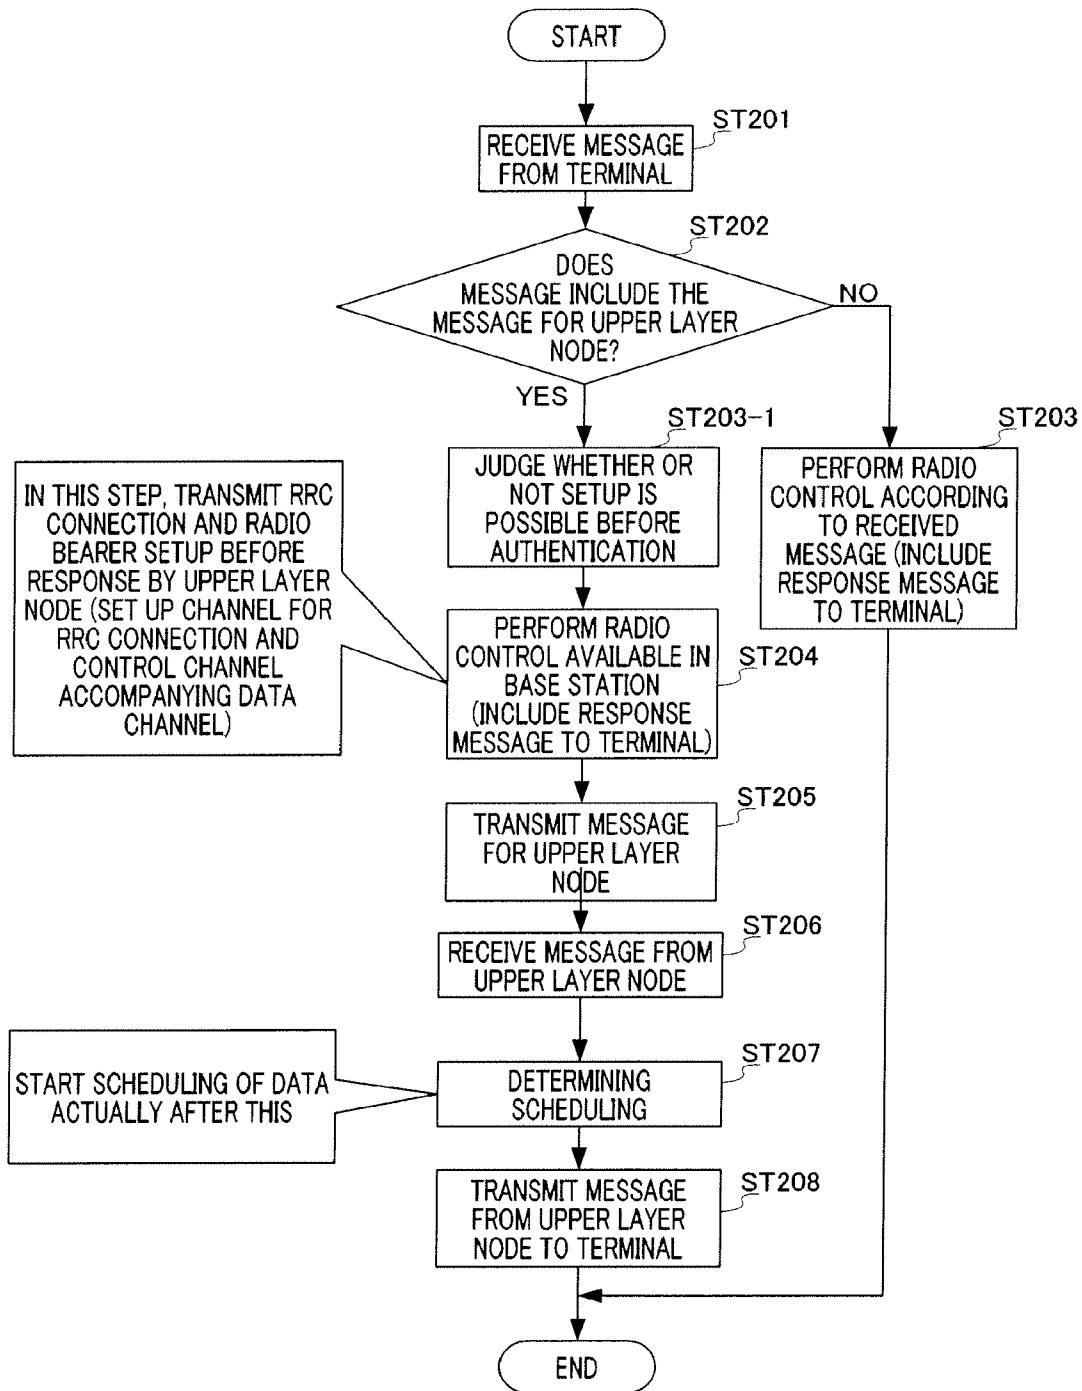 START
ST201
RECEIVE MESSAGE
FROM TERMINAL
ST202
DOES
MESSAGE INCLUDE THE
MESSAGE FOR UPPER LAYER
NODE?
NO
YES
ST203-1
JUDGE WHETHER OR
NOT SETUP IS
POSSIBLE BEFORE
AUTHENTICATION
ST203
PERFORM RADIO
CONTROL ACCORDING
TO RECEIVED
MESSAGE (INCLUDE
RESPONSE MESSAGE
TO TERMINAL)
IN THIS STEP, TRANSMIT RRC
CONNECTION AND RADIO
BEARER SETUP BEFORE
RESPONSE BY UPPER LAYER
NODE (SET UP CHANNEL FOR
RRC CONNECTION AND
CONTROL CHANNEL
ACCOMPANYING DATA
CHANNEL)
ST204
PERFORM RADIO
CONTROL AVAILABLE IN
BASE STATION
(INCLUDE RESPONSE
MESSAGE TO TERMINAL)
ST205
TRANSMIT MESSAGE
FOR UPPER LAYER
NODE
ST206
RECEIVE MESSAGE FROM
UPPER LAYER NODE
ST207
DETERMINING
SCHEDULING
START SCHEDULING OF DATA
ACTUALLY AFTER THIS
ST208
TRANSMIT MESSAGE
FROM UPPER LAYER
NODE TO TERMINAL
END